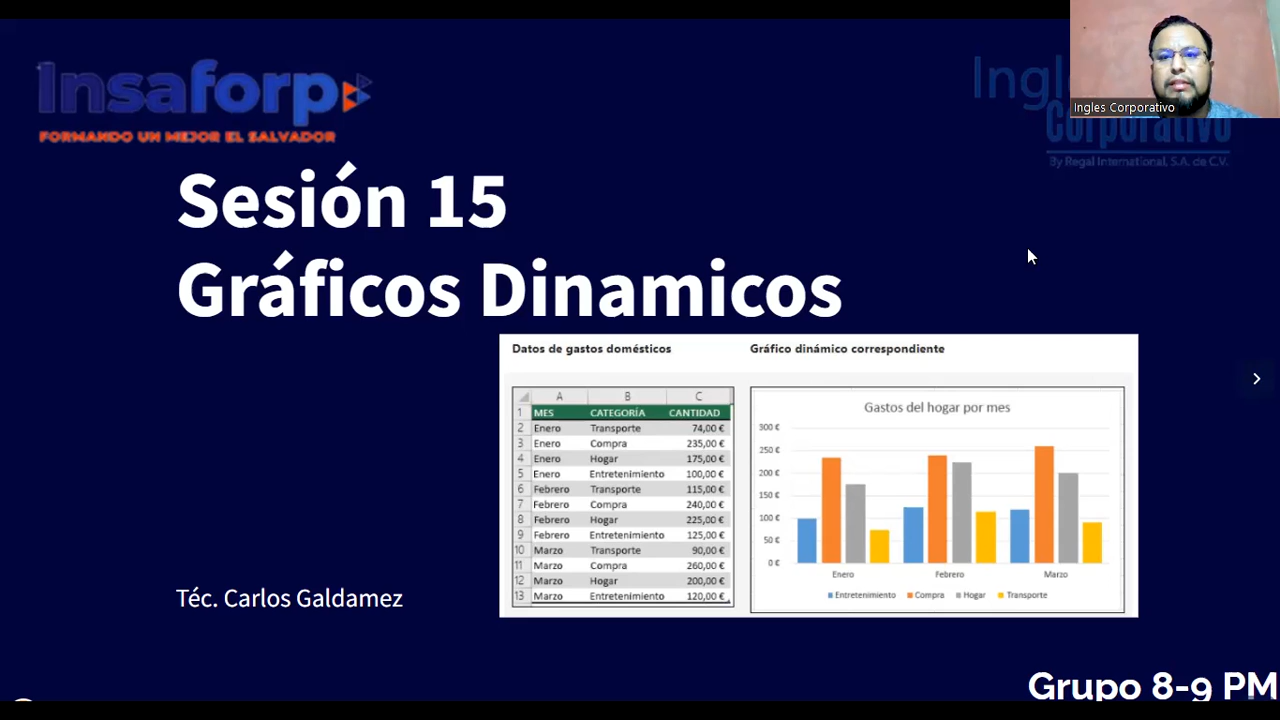 Insaforp
FORMANDO UN MEJOR EL SALVADOR
Ingles Corporativo
Corporativo
By Regal International, S.A. de C.V.
Sesión 15
Gráficos Dinamicos
Datos de gastos domésticos
Gráfico dinámico correspondiente
A B C
1 MES CATEGORÍA CANTIDAD
2 Enero Transporte 74,00 €
3 Enero Compra 235,00 €
4 Enero Hogar 175,00 €
5 Enero Entretenimiento 100,00 €
6 Febrero Transporte 115,00 €
7 Febrero Compra 240,00 €
8 Febrero Hogar 225,00 €
9 Febrero Entretenimiento 125,00 €
10 Marzo Transporte 90,00 €
11 Marzo Compra 260,00 €
12 Marzo Hogar 200,00 €
13 Marzo Entretenimiento 120,00 €
Gastos del hogar por mes
300 €
250 €
200 €
150 €
100 €
50 €
0 €
Enero Febrero Marzo
Entretenimiento Compra Hogar Transporte
Téc. Carlos Galdamez
Grupo 8-9 PM